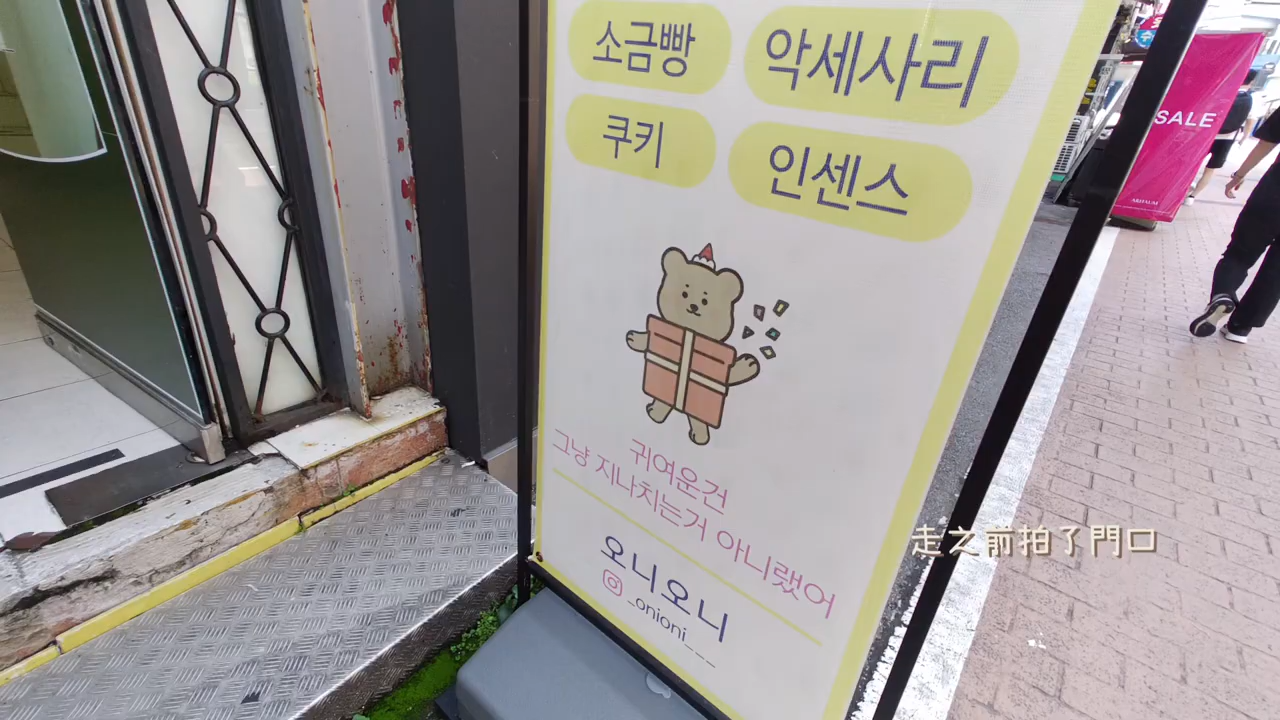 소금빵
악세사리
쿠키
인센스
귀여운건
그냥 지나치는거 아니랬어
오니오니
_onioni___
SALE
走之前拍了門口